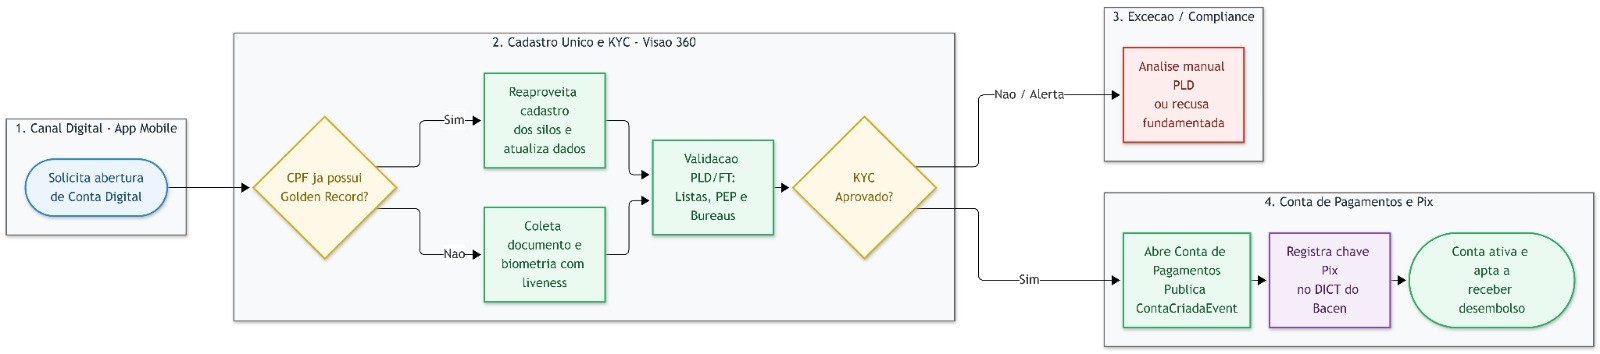 1. Canal Digital - App Mobile
Solicita abertura
de Conta Digital
2. Cadastro Unico e KYC - Visao 360
CPF ja possui
Golden Record?
Sim
Reaproveita
cadastro
dos silos e
atualiza dados
Nao
Coleta
documento e
biometria com
liveness
Validacao
PLD/FT:
Listas, PEP e
Bureaus
KYC
Aprovado?
Nao / Alerta
3. Excecao / Compliance
Analise manual
PLD
ou recusa
fundamentada
Sim
4. Conta de Pagamentos e Pix
Abre Conta de
Pagamentos
Publica
ContaCriadaEvent
Registra chave
Pix
no DICT do
Bacen
Conta ativa e
apta a
receber
desembolso